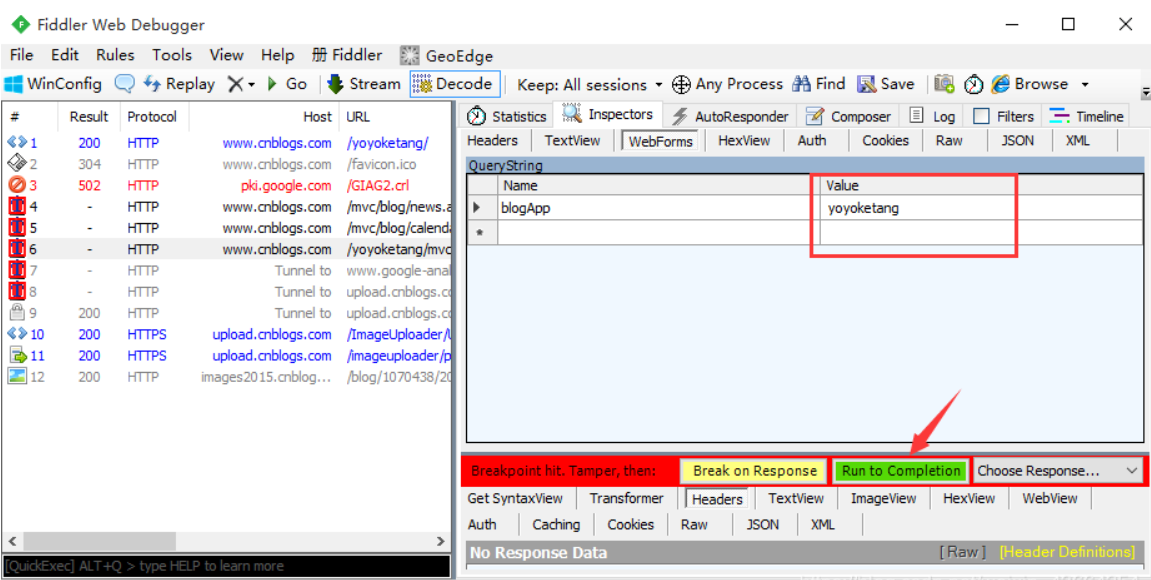 Fiddler Web Debugger
File Edit Rules Tools View Help 册 Fiddler GeoEdge
WinConfig Replay Go Stream Decode Keep: All sessions Any Process Find Save Browse
# Result Protocol Host URL
1 200 HTTP www.cnblogs.com /yoyoketang/
2 304 HTTP www.cnblogs.com /favicon.ico
3 502 HTTP pki.google.com /GIAG2.crl
4 - HTTP www.cnblogs.com /mvc/blog/news.a
5 - HTTP www.cnblogs.com /mvc/blog/calenda
6 - HTTP www.cnblogs.com /yoyoketang/mvc
7 - HTTP Tunnel to www.google-anal
8 - HTTP Tunnel to upload.cnblogs.co
9 200 HTTP Tunnel to upload.cnblogs.co
10 200 HTTPS upload.cnblogs.com /ImageUploader/
11 200 HTTPS upload.cnblogs.com /imageuploader/p
12 200 HTTP images2015.cnblog... /blog/1070438/20
[QuickExec] ALT+Q > type HELP to learn more
Statistics Inspectors AutoResponder Composer Log Filters Timeline
Headers TextView WebForms HexView Auth Cookies Raw JSON XML
QueryString
Name Value
blogApp yoyoketang
*
Breakpoint hit. Tamper, then: Break on Response Run to Completion Choose Response...
Get SyntaxView Transformer Headers TextView ImageView HexView WebView
Auth Caching Cookies Raw JSON XML
No Response Data [Raw] [Header Definitions]